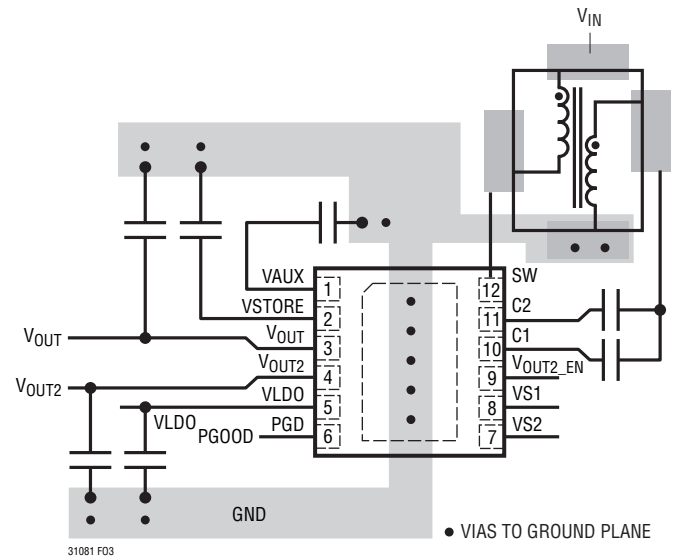 VIN
VAUX
1
VSTORE
2
VOUT
VOUT
3
VOUT2
VOUT2
4
VLDO
5
VLDO
PGOOD
PGD
6
SW
12
C2
11
C1
10
VOUT2_EN
9
VS1
8
VS2
7
GND
● VIAS TO GROUND PLANE
31081 F03